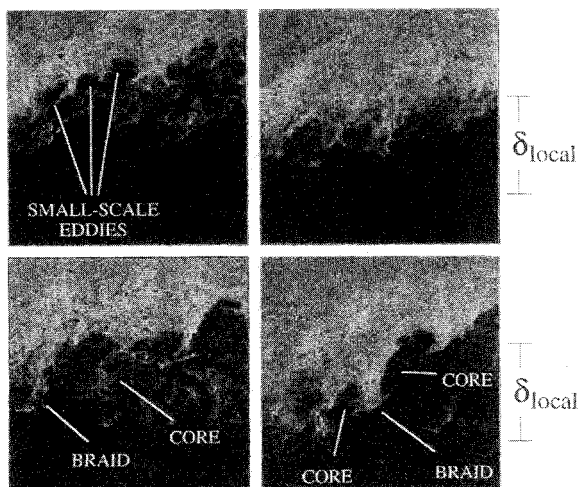 SMALL-SCALE
EDDIES
δlocal
BRAID
CORE
CORE
CORE
BRAID
δlocal